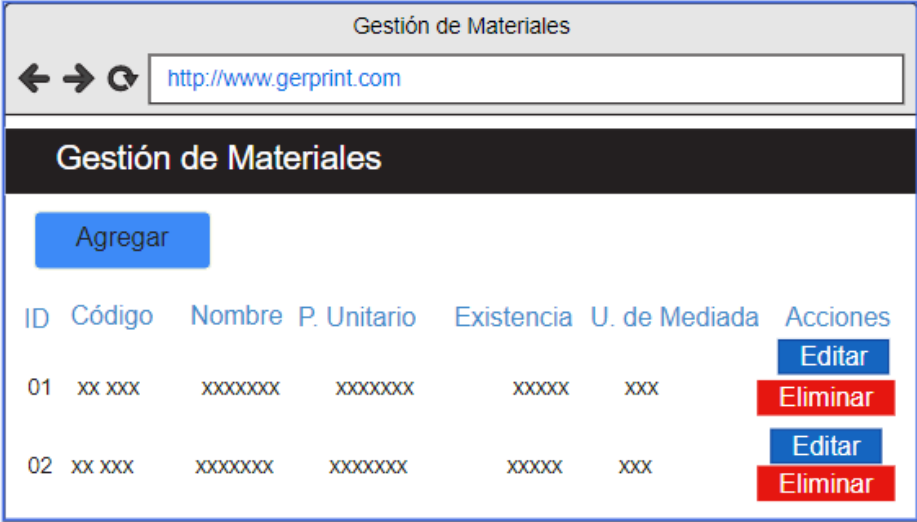 Gestión de Materiales
http://www.gerprint.com
Gestión de Materiales
Agregar
ID Código Nombre P. Unitario Existencia U. de Mediada Acciones
Editar
01 xx xxx xxxxxxx xxxxxxx xxxxx xxx
Eliminar
Editar
02 xx xxx xxxxxxx xxxxxxx xxxxx xxx
Eliminar